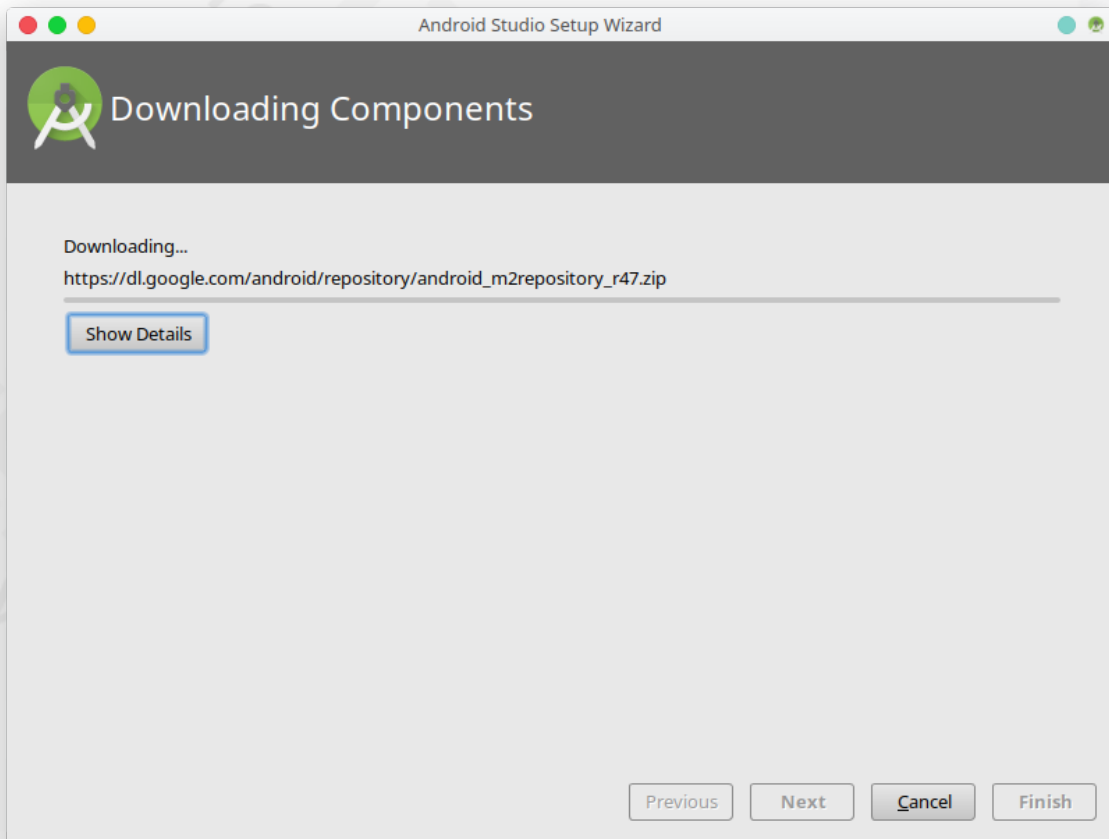 Android Studio Setup Wizard
Downloading Components
Downloading...
https://dl.google.com/android/repository/android_m2repository_r47.zip
Show Details
Previous
Next
Cancel
Finish